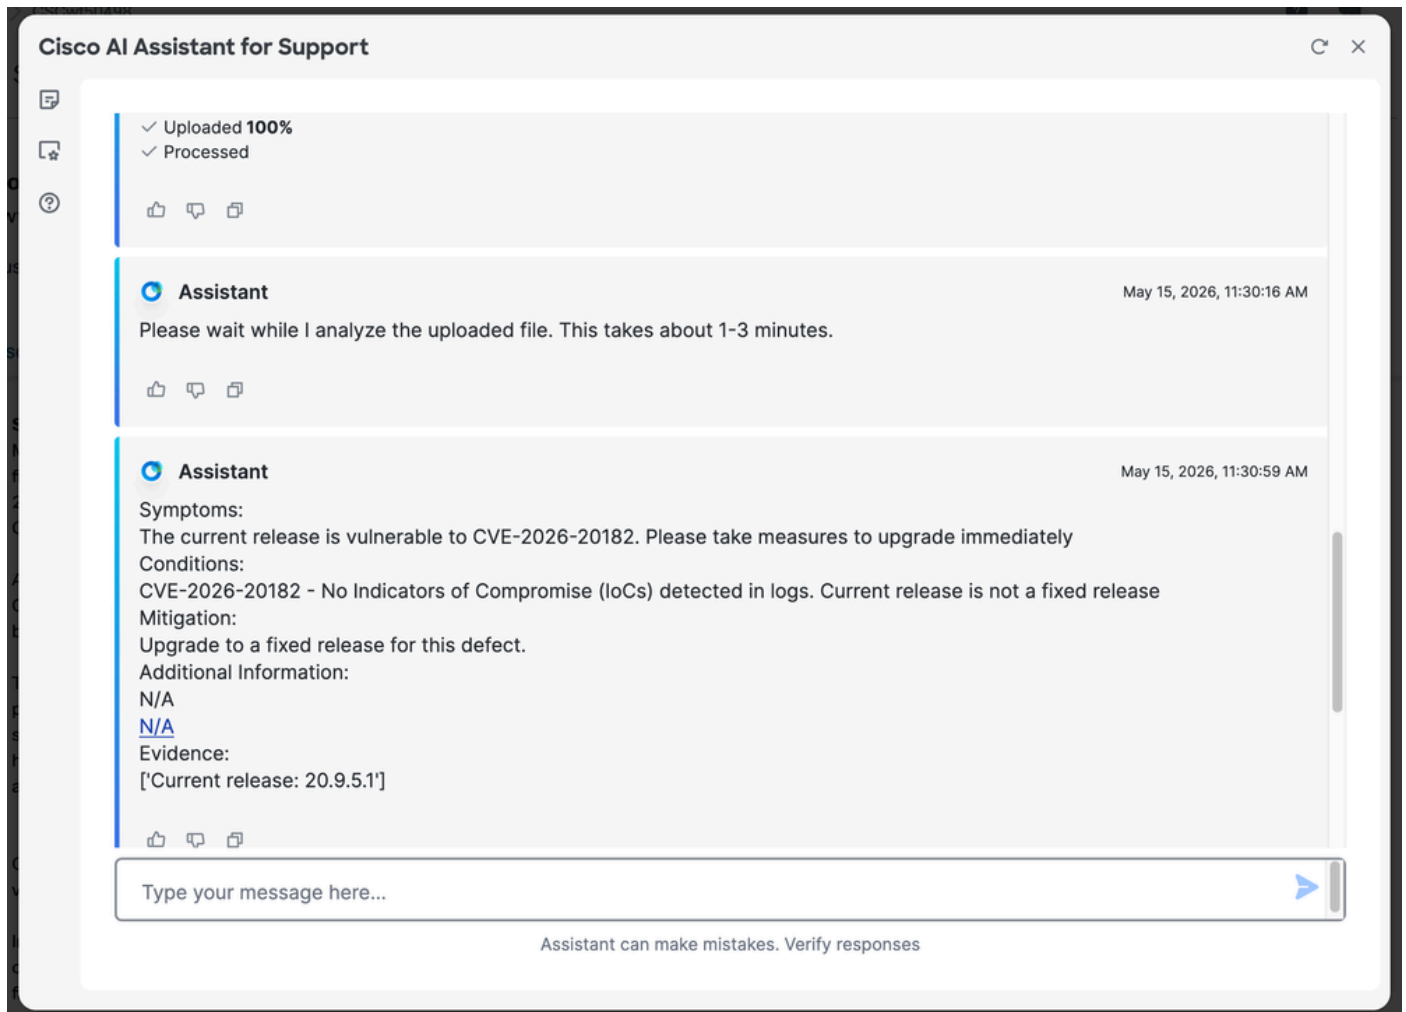 Cisco AI Assistant for Support
Uploaded 100%
Processed
Assistant
May 15, 2026, 11:30:16 AM
Please wait while I analyze the uploaded file. This takes about 1-3 minutes.
Assistant
May 15, 2026, 11:30:59 AM
Symptoms:
The current release is vulnerable to CVE-2026-20182. Please take measures to upgrade immediately
Conditions:
CVE-2026-20182 - No Indicators of Compromise (IoCs) detected in logs. Current release is not a fixed release
Mitigation:
Upgrade to a fixed release for this defect.
Additional Information:
N/A
N/A
Evidence:
['Current release: 20.9.5.1']
Type your message here...
Assistant can make mistakes. Verify responses